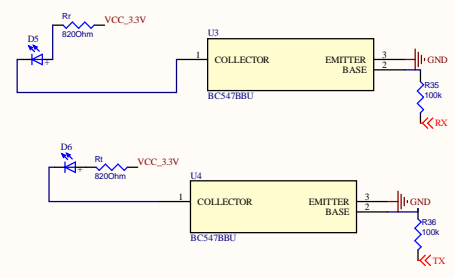 Rr
VCC_3.3V
820Ohm
D5
+
U3
1
COLLECTOR
EMITTER
3
GND
BASE
2
BC547BBU
R35
100k
RX
D6
+
Rt
VCC_3.3V
820Ohm
U4
1
COLLECTOR
EMITTER
3
GND
BASE
2
BC547BBU
R36
100k
TX